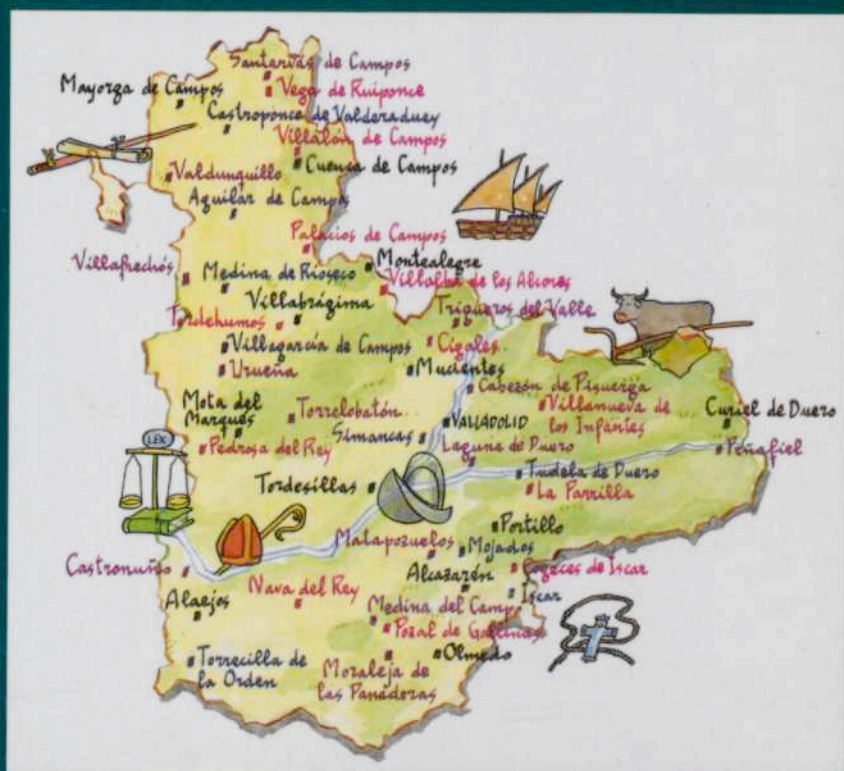 Santarvás de Campos
Mayorga de Campos
Vega de Ruiponce
Castroponce de Valderaduey
Villalón de Campos
Cuenca de Campos
Valdunquillo
Aguilar de Campos
Palacios de Campos
Montealegre
Villafrechós
Medina de Rioseco
Villalba de los Alcores
Villabrágima
Trigueros del Valle
Tordehumos
Villagarcía de Campos
Cigales
Urueña
Mucientes
Cabezón de Pisuerga
Mota del
Marqués
Torrelobatón
VALLADOLID
Villanueva de
los Infantes
Curiel de Duero
Simancas
LEX
Pedrosa del Rey
Laguna de Duero
Peñafiel
Tordesillas
Tudela de Duero
La Parrilla
Portillo
Matapozuelos
Mojados
Castronuño
Alcazarén
Cogeces de Iscar
Alaejos
Nava del Rey
Iscar
Medina del Campo
Pozal de Gallinas
Torrecilla de
la Orden
Olmedo
Moraleja de
las Panaderas